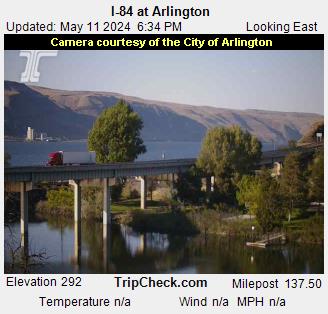 I-84 at Arlington
Updated: May 11 2024 6:34 PM Looking East
Camera courtesy of the City of Arlington
Elevation 292 TripCheck.com Milepost 137.50
Temperature n/a Wind n/a MPH n/a